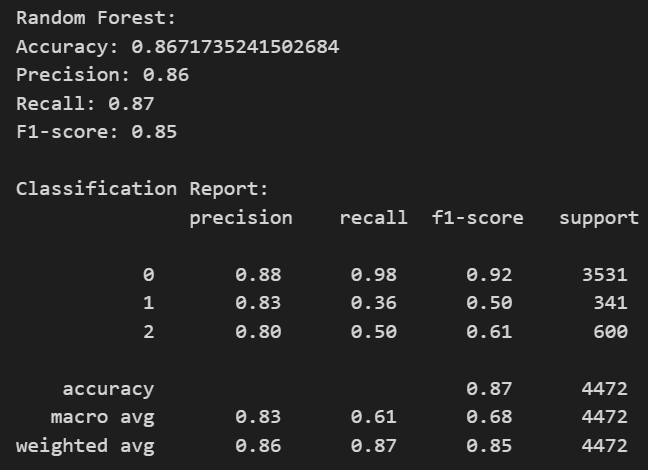 Random Forest:
Accuracy: 0.8671735241502684
Precision: 0.86
Recall: 0.87
F1-score: 0.85
Classification Report:
precision recall f1-score support
0 0.88 0.98 0.92 3531
1 0.83 0.36 0.50 341
2 0.80 0.50 0.61 600
accuracy 0.87 4472
macro avg 0.83 0.61 0.68 4472
weighted avg 0.86 0.87 0.85 4472